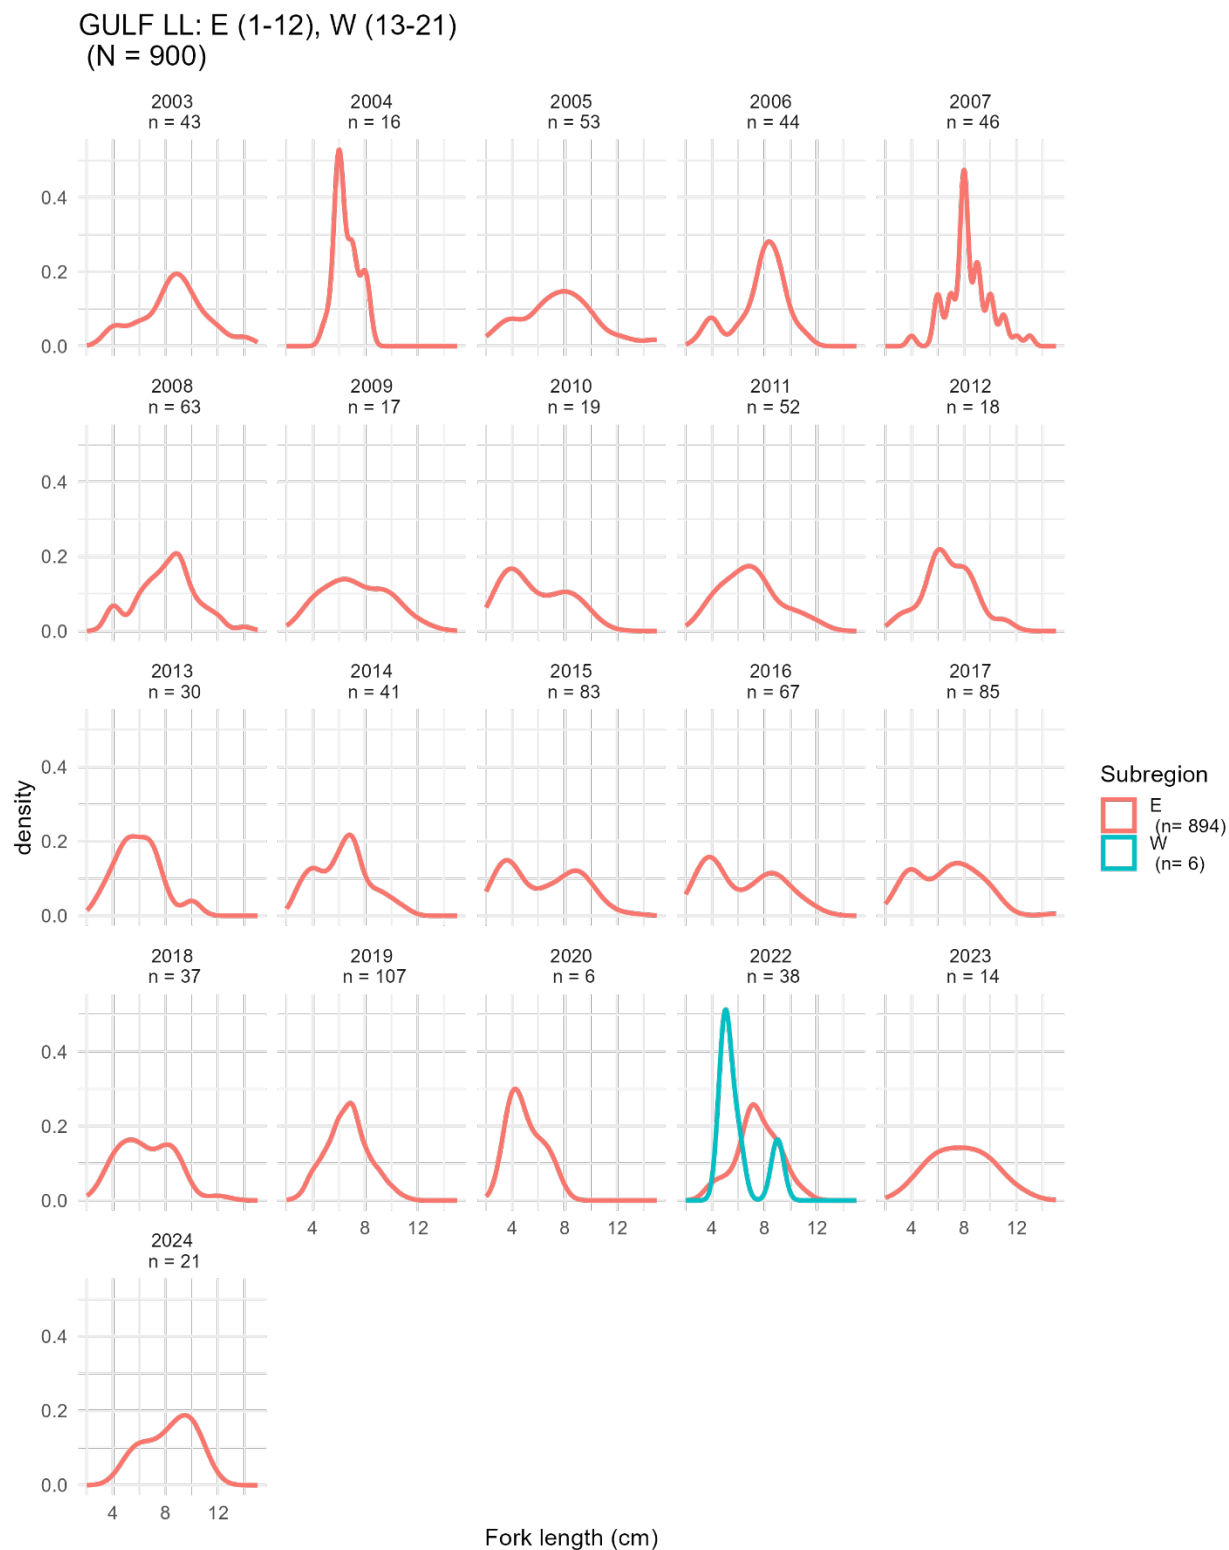 GULF LL: E (1-12), W (13-21)
(N = 900)
2003 2004 2005 2006 2007
n = 43 n = 16 n = 53 n = 44 n = 46
0.4
0.2
0.0
2008 2009 2010 2011 2012
n = 63 n = 17 n = 19 n = 52 n = 18
0.4
0.2
0.0
2013 2014 2015 2016 2017
n = 30 n = 41 n = 83 n = 67 n = 85
0.4
0.2
0.0
density
Subregion
E
(n= 894)
W
(n= 6)
2018 2019 2020 2022 2023
n = 37 n = 107 n = 6 n = 38 n = 14
0.4
0.2
0.0
4 8 12 4 8 12 4 8 12 4 8 12
2024
n = 21
0.4
0.2
0.0
4 8 12
Fork length (cm)